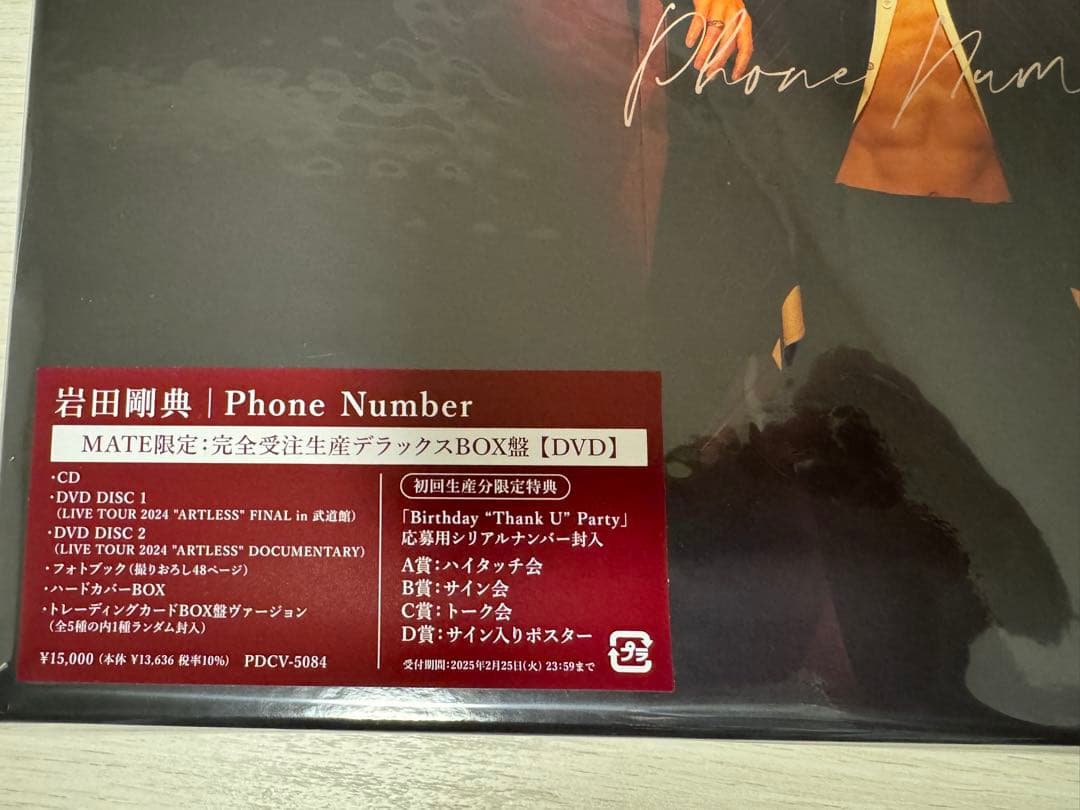 Phone Num
岩田剛典｜Phone Number
MATE限定：完全受注生産デラックスBOX盤【DVD】
・CD
・DVD DISC 1
（LIVE TOUR 2024 "ARTLESS" FINAL in 武道館）
・DVD DISC 2
（LIVE TOUR 2024 "ARTLESS" DOCUMENTARY）
・フォトブック（撮りおろし48ページ）
・ハードカバーBOX
・トレーディングカードBOX盤ヴァージョン
（全5種の内1種ランダム封入）
¥15,000（本体 ¥13,636 税率10%） PDCV-5084
初回生産分限定特典
「Birthday “Thank U” Party」
応募用シリアルナンバー封入
A賞：ハイタッチ会
B賞：サイン会
C賞：トーク会
D賞：サイン入りポスター
受付期間：2025年2月25日(火) 23:59まで
プラ